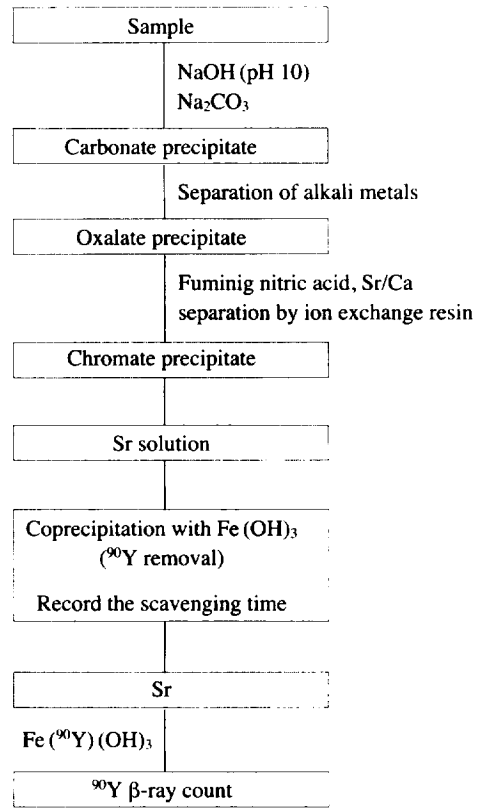 Sample
NaOH (pH 10)
Na₂CO₃
Carbonate precipitate
Separation of alkali metals
Oxalate precipitate
Fuminig nitric acid, Sr/Ca
separation by ion exchange resin
Chromate precipitate
Sr solution
Coprecipitation with Fe(OH)₃
(⁹⁰Y removal)
Record the scavenging time
Sr
Fe(⁹⁰Y)(OH)₃
⁹⁰Y β-ray count